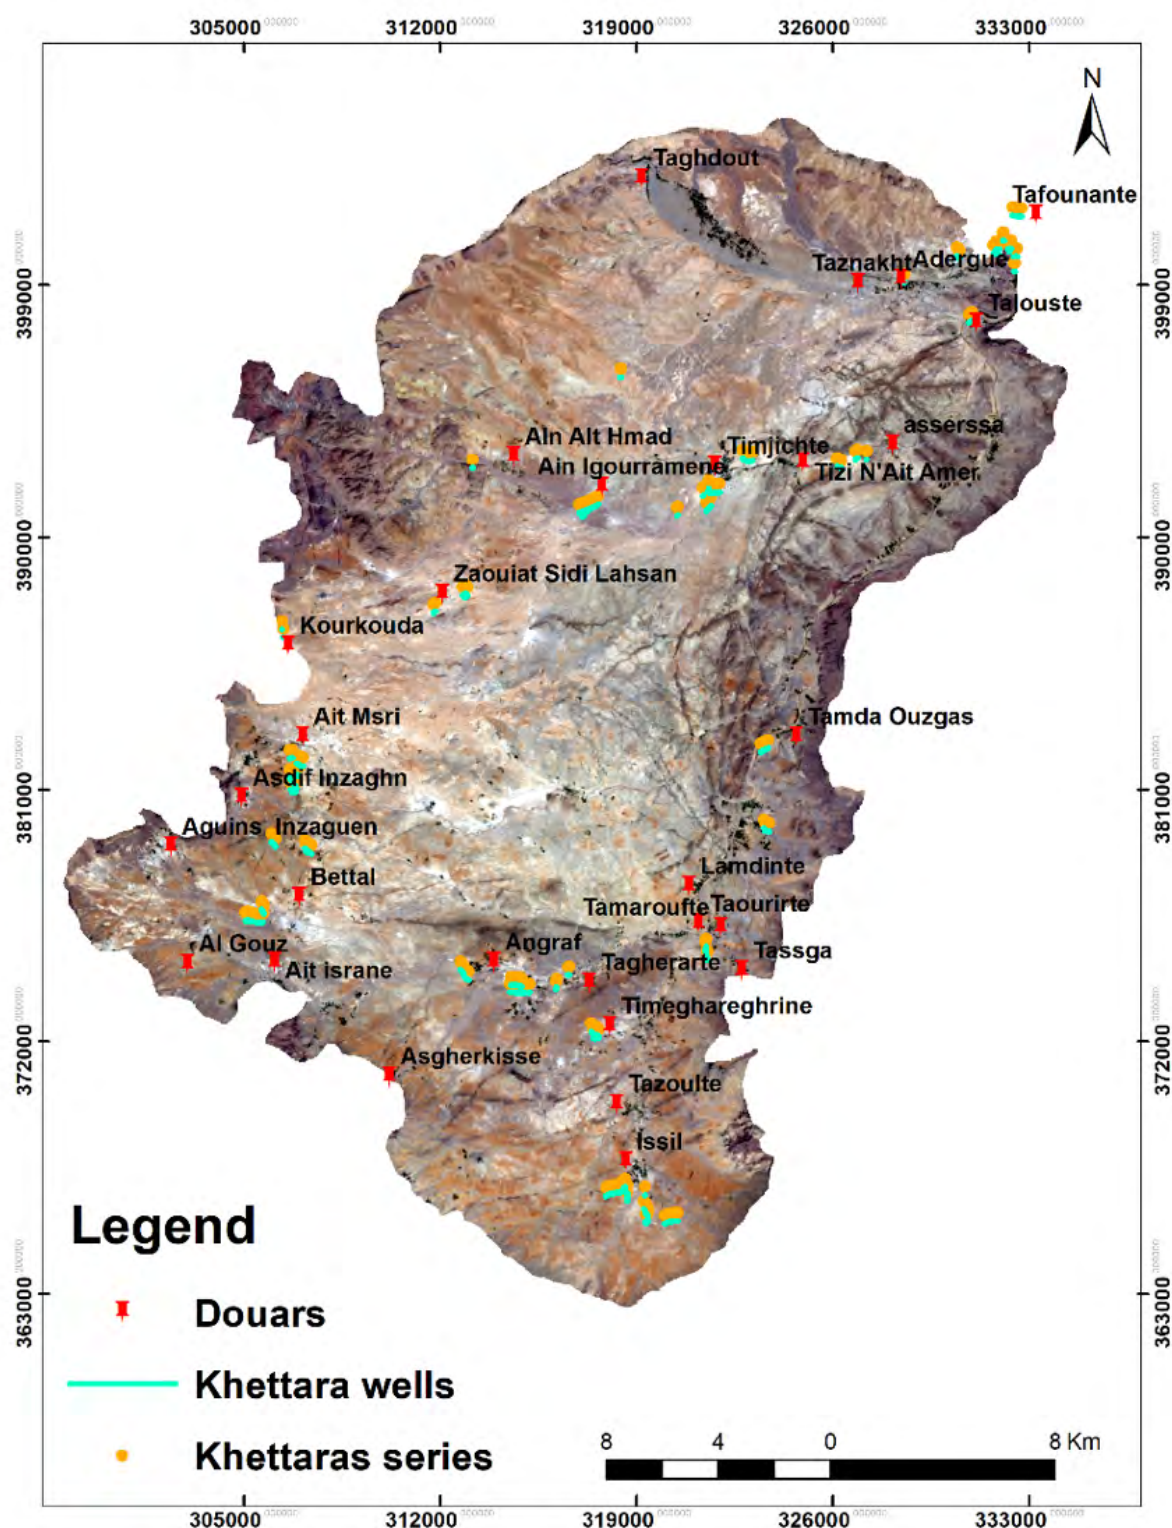 305000 312000 319000 326000 333000
N
Taghdout
Tafounante
Taznakht Adergue
399000 399000
Talouste
asserssa
Ain Ait Hmad
Timjichte
Ain Igourramene
Tizi N'Ait Amer
390000 390000
Zaouiat Sidi Lahsan
Kourkouda
Ait Msri
Tamda Ouzgas
Asdif Inzaghn
381000 381000
Aguins Inzaguen
Lamdinte
Bettal
Tamaroufte Taourirte
Al Gouz
Angraf
Tassga
Ait israne
Tagherarte
Timeghareghrine
372000 372000
Asgherkisse
Tazoulte
Issil
Legend
Douars
363000 363000
Khettara wells
Khettaras series
8 4 0 8 Km
305000 312000 319000 326000 333000